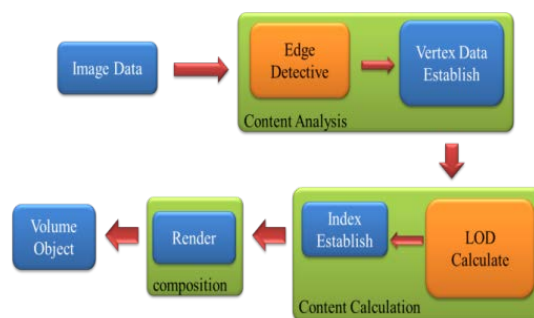 Image Data
Edge
Detective
Vertex Data
Establish
Content Analysis
LOD
Calculate
Index
Establish
Content Calculation
Render
composition
Volume
Object